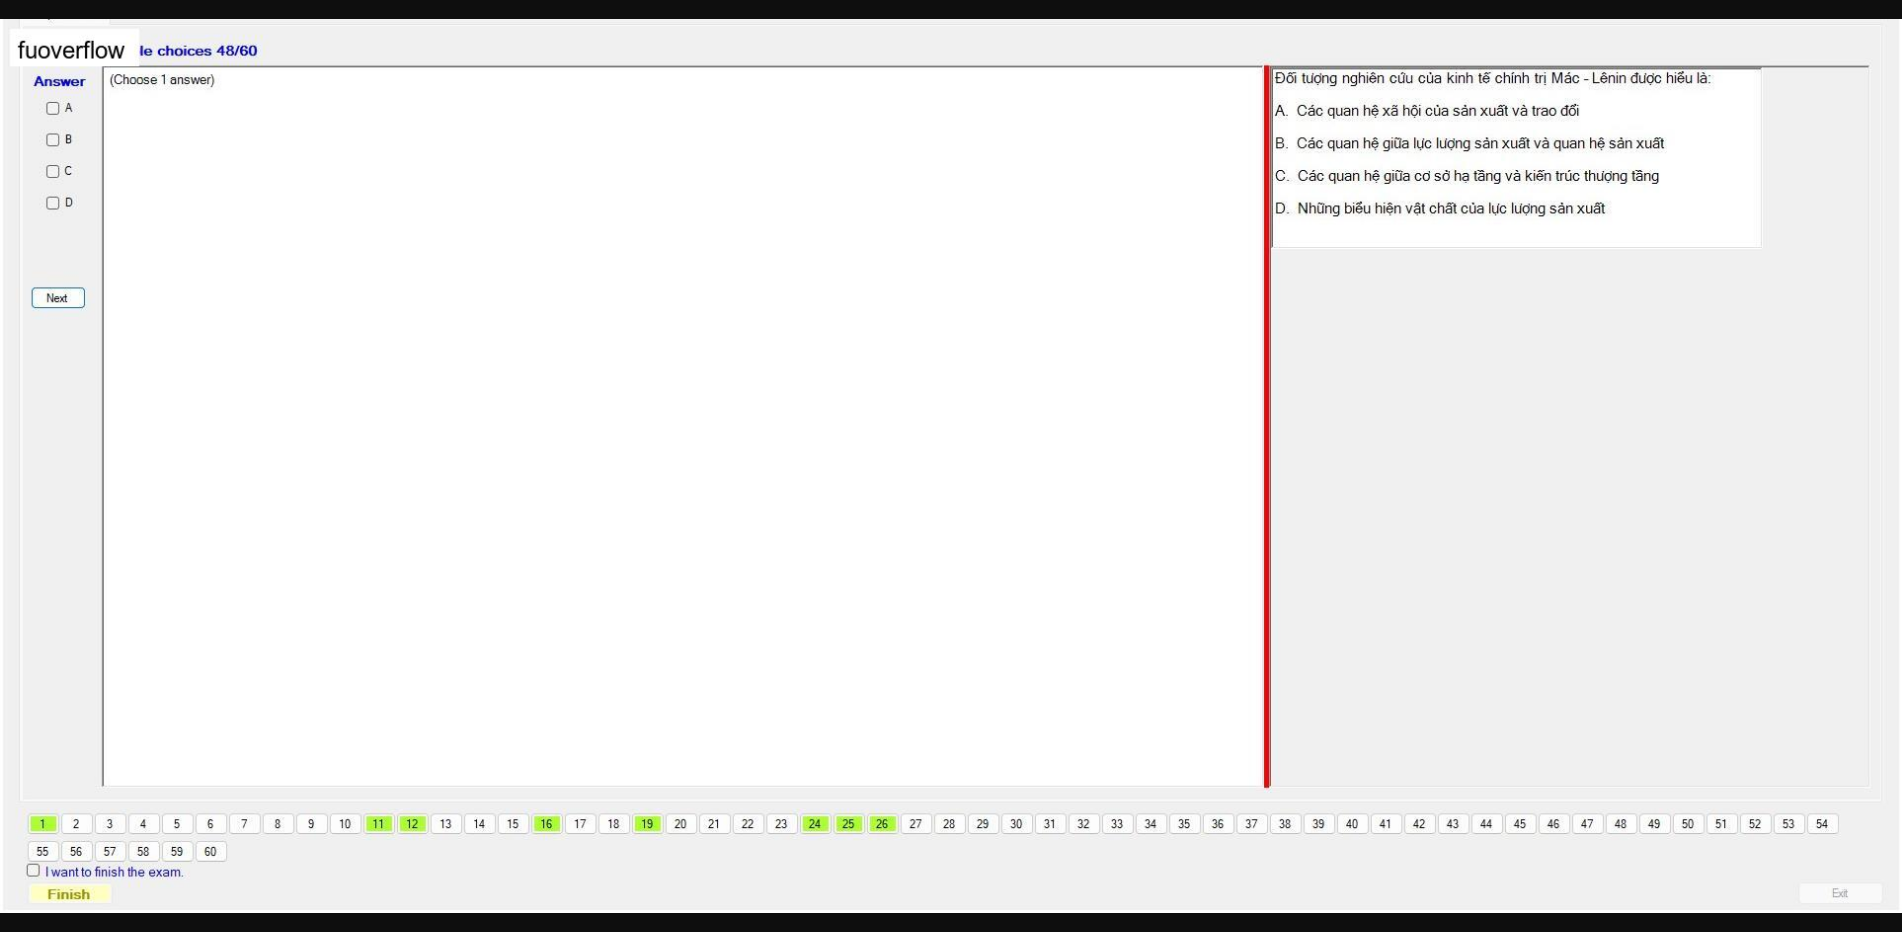 fuoverflow le choices 48/60
Answer
(Choose 1 answer)
A
B
C
D
Next
Đối tượng nghiên cứu của kinh tế chính trị Mác - Lênin được hiểu là:
A. Các quan hệ xã hội của sản xuất và trao đổi
B. Các quan hệ giữa lực lượng sản xuất và quan hệ sản xuất
C. Các quan hệ giữa cơ sở hạ tầng và kiến trúc thượng tầng
D. Những biểu hiện vật chất của lực lượng sản xuất
1 2 3 4 5 6 7 8 9 10 11 12 13 14 15 16 17 18 19 20 21 22 23 24 25 26 27 28 29 30 31 32 33 34 35 36 37 38 39 40 41 42 43 44 45 46 47 48 49 50 51 52 53 54
55 56 57 58 59 60
I want to finish the exam.
Finish
Exit